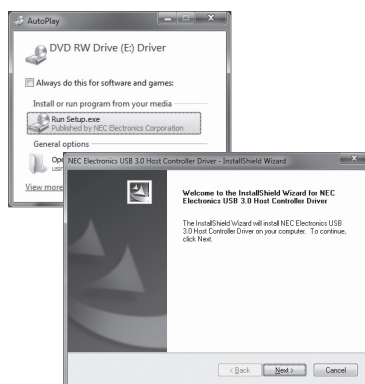 AutoPlay
DVD RW Drive (E:) Driver
Always do this for software and games:
Install or run program from your media
Run Setup.exe
Published by NEC Electronics Corporation
General options
View more
NEC Electronics USB 3.0 Host Controller Driver - InstallShield Wizard
Welcome to the InstallShield Wizard for NEC
Electronics USB 3.0 Host Controller Driver
The InstallShield Wizard will install NEC Electronics USB
3.0 Host Controller Driver on your computer. To continue,
click Next.
< Back Next > Cancel